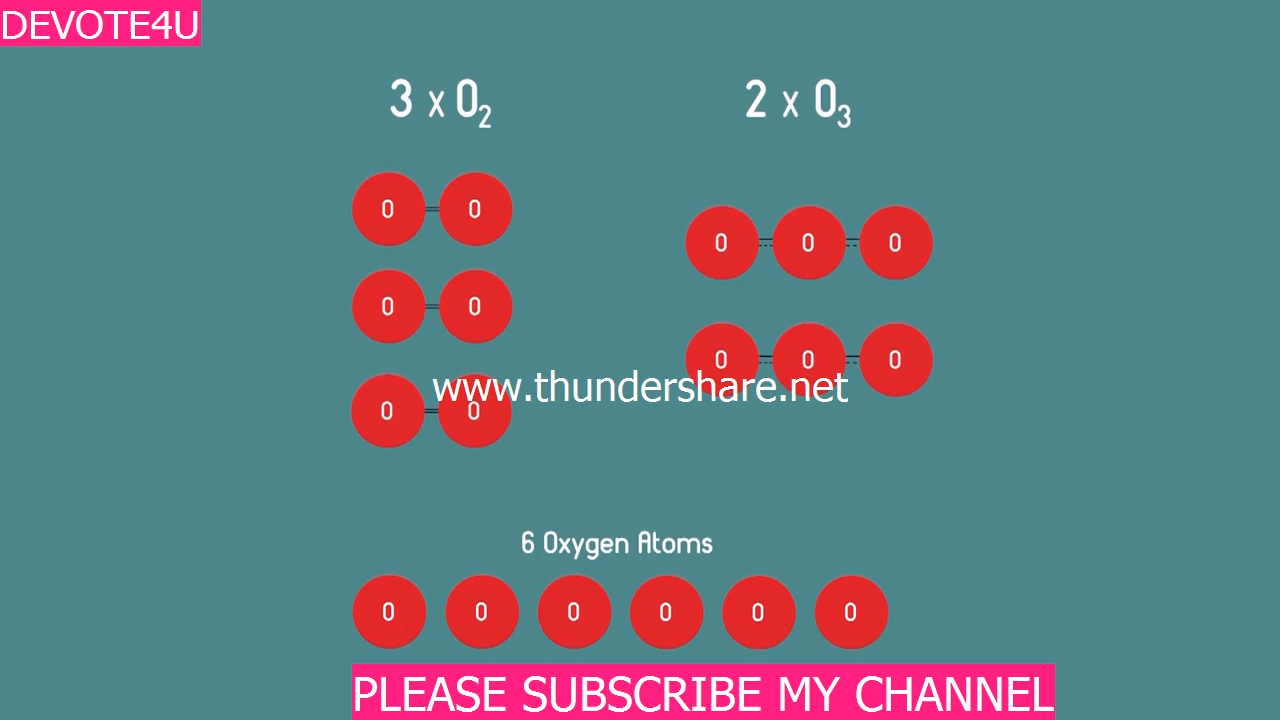 DEVOTE4U
3 x O2
2 x O3
O O
O O O
O O
O O O
www.thundershare.net
O O
6 Oxygen Atoms
O O O O O O
PLEASE SUBSCRIBE MY CHANNEL